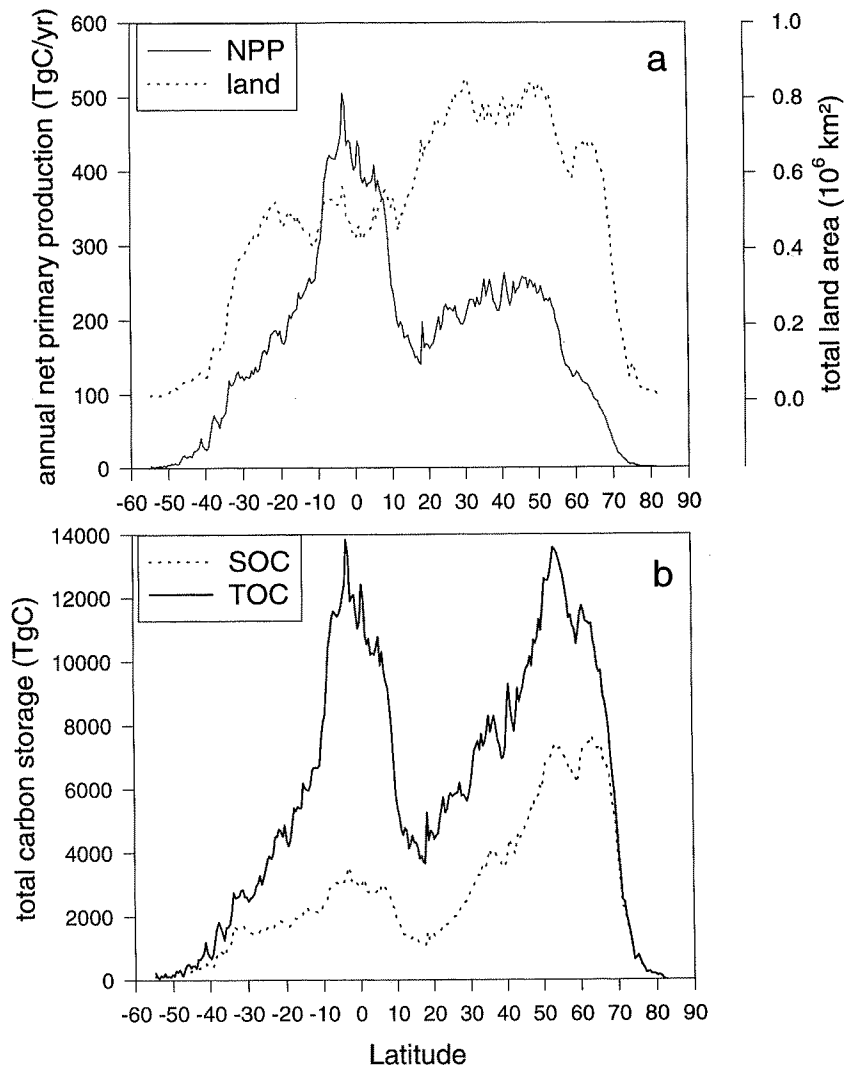 600
500
400
300
200
100
0
annual net primary production (TgC/yr)
NPP
land
a
1.0
0.8
0.6
0.4
0.2
0.0
total land area (10⁶ km²)
-60 -50 -40 -30 -20 -10 0 10 20 30 40 50 60 70 80 90
14000
12000
10000
8000
6000
4000
2000
0
total carbon storage (TgC)
SOC
TOC
b
-60 -50 -40 -30 -20 -10 0 10 20 30 40 50 60 70 80 90
Latitude